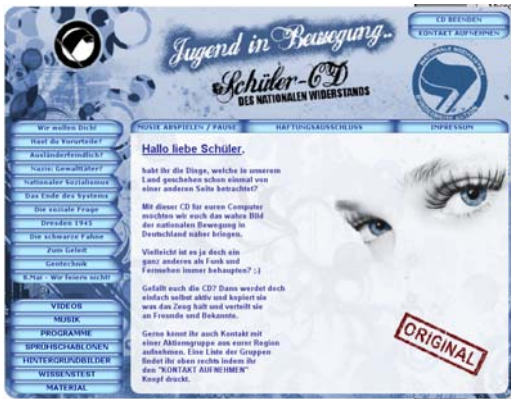 CD BEENDEN
KONTAKT AUFNEHMEN
Jugend in Bewegung..
Schüler-CD
DES NATIONALEN WIDERSTANDS
MUSIK ABSPIELEN / PAUSE
HAFTUNGSAUSSCHLUSS
IMPRESSUM
Wir wollen Dich!
Hast du Vorurteile?
Ausländerfeindlich?
Nazis: Gewalttäter?
Nationaler Sozialismus
Das Ende des Systems
Die soziale Frage
Dresden 1945
Die schwarze Fahne
Zum Geleit
Gentechnik
8.Mai - Wir feiern nicht!
VIDEOS
MUSIK
PROGRAMME
SPRÜHSCHABLONEN
HINTERGRUNDBILDER
WISSENSTEST
MATERIAL
Hallo liebe Schüler,
habt ihr die Dinge, welche in unserem
Land geschehen schon einmal von
einer anderen Seite betrachtet?
Mit dieser CD für euren Computer
möchten wir euch das wahre Bild
der nationalen Bewegung in
Deutschland näher bringen.
Vielleicht ist es ja doch ein
ganz anderes als Funk und
Fernsehen immer behaupten? ;-)
Gefällt euch die CD? Dann werdet doch
einfach selbst aktiv und kopiert sie
was das Zeug hält und verteilt sie
an Freunde und Bekannte.
Gerne könnt ihr auch Kontakt mit
einer Aktionsgruppe aus eurer Region
aufnehmen. Eine Liste der Gruppen
findet ihr oben rechts indem ihr
den "KONTAKT AUFNEHMEN"
Knopf drückt.
ORIGINAL